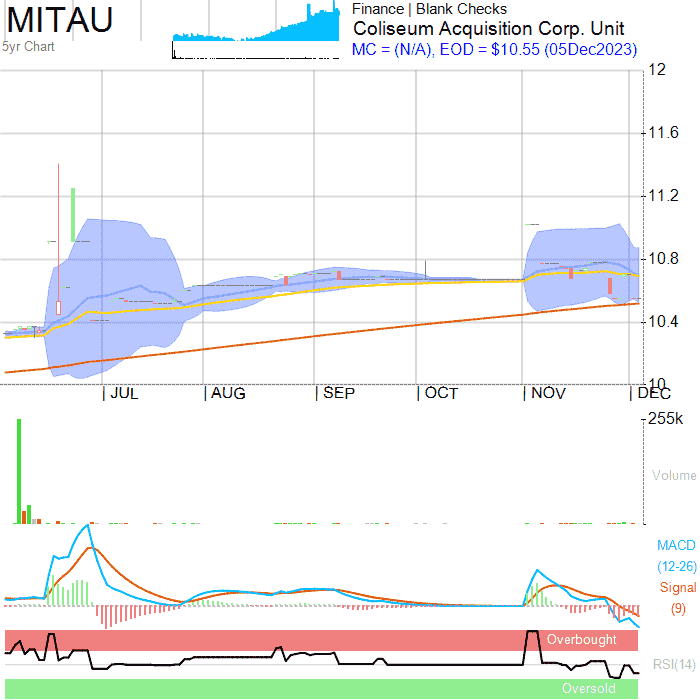 MITAU
5yr Chart
Finance | Blank Checks
Coliseum Acquisition Corp. Unit
MC = (N/A), EOD = $10.55 (05Dec2023)
12
11.6
11.2
10.8
10.4
10
| JUL | AUG | SEP | OCT | NOV | DEC
255k
Volume
MACD
(12-26)
Signal
(9)
Overbought
RSI(14)
Oversold